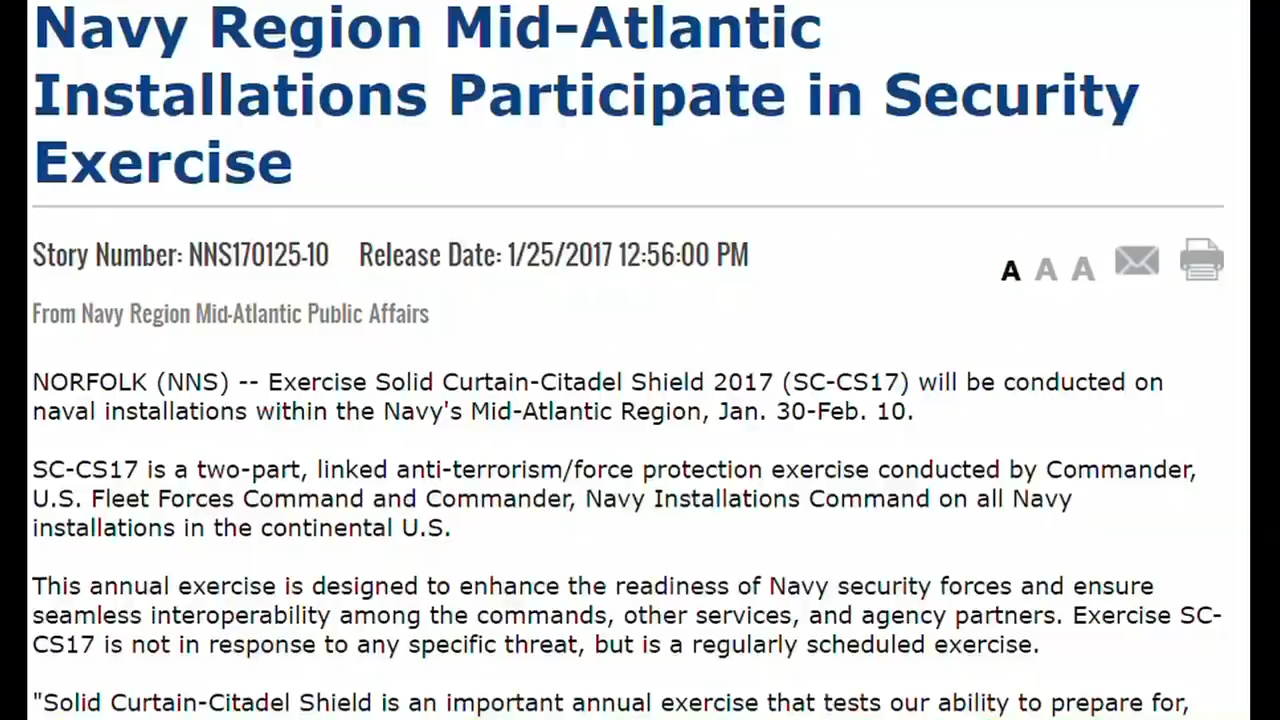 Navy Region Mid-Atlantic
Installations Participate in Security
Exercise
Story Number: NNS170125-10 Release Date: 1/25/2017 12:56:00 PM
A A A
From Navy Region Mid-Atlantic Public Affairs
NORFOLK (NNS) -- Exercise Solid Curtain-Citadel Shield 2017 (SC-CS17) will be conducted on
naval installations within the Navy's Mid-Atlantic Region, Jan. 30-Feb. 10.
SC-CS17 is a two-part, linked anti-terrorism/force protection exercise conducted by Commander,
U.S. Fleet Forces Command and Commander, Navy Installations Command on all Navy
installations in the continental U.S.
This annual exercise is designed to enhance the readiness of Navy security forces and ensure
seamless interoperability among the commands, other services, and agency partners. Exercise SC-
CS17 is not in response to any specific threat, but is a regularly scheduled exercise.
"Solid Curtain-Citadel Shield is an important annual exercise that tests our ability to prepare for,